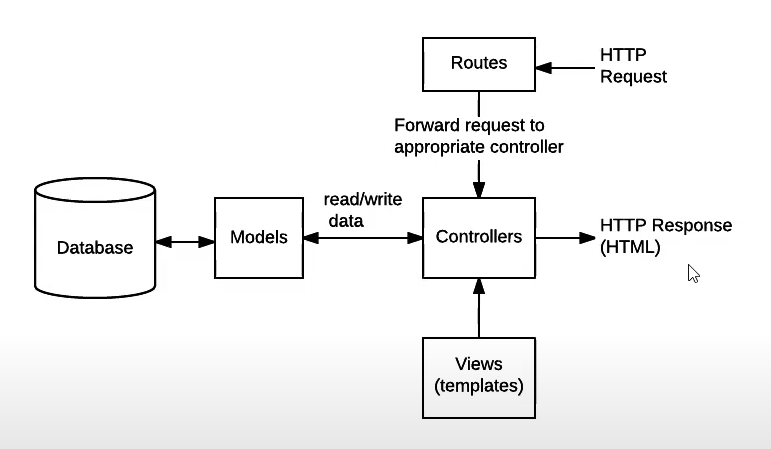 Routes
HTTP
Request
Forward request to
appropriate controller
read/write
data
Database
Models
Controllers
HTTP Response
(HTML)
Views
(templates)